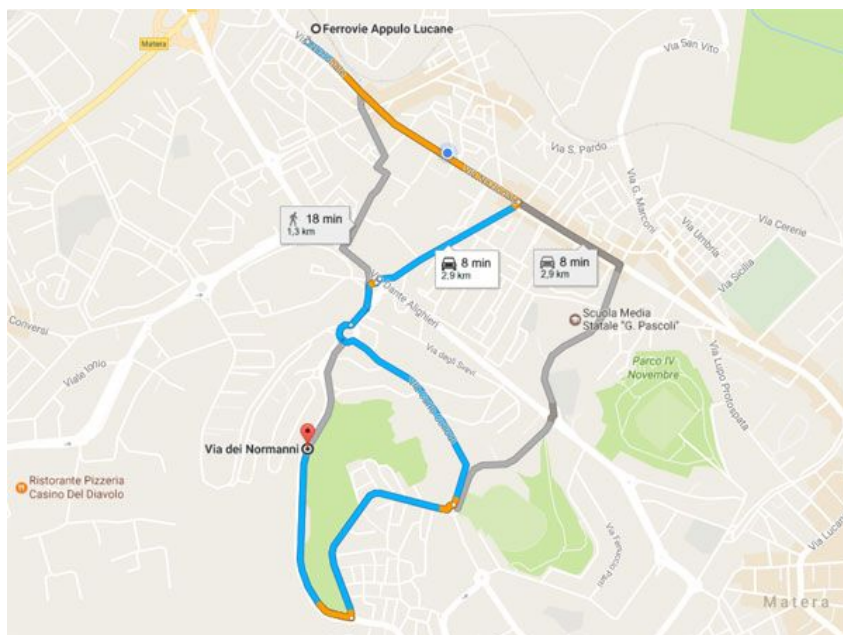 Ferrovie Appulo Lucane
Matera
Via San Vito
Via S. Pardo
Via G. Marconi
Via Cererie
Via Umbria
Via Sicilia
18 min
1,3 km
8 min
2,9 km
8 min
2,9 km
Via Dante Alighieri
Scuola Media
Statale "G. Pascoli"
Conversi
Viale Ionio
Via degli Svevi
Parco IV
Novembre
Via Lupo Protospata
Via dei Normanni
Ristorante Pizzeria
Casino Del Diavolo
Via Lucana
Matera